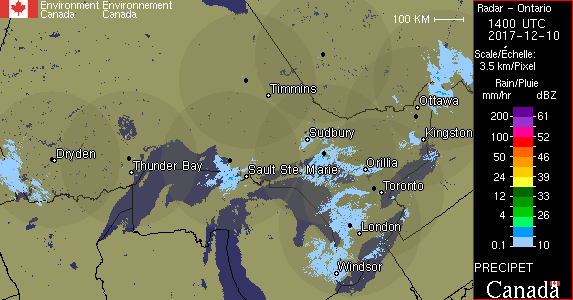 Environment Environnement
Canada Canada
100 KM
Radar - Ontario
1400 UTC
2017-12-10
Scale/Échelle:
3.5 km/Pixel
Rain/Pluie
mm/hr dBZ
200 61
100 52
50 46
24 39
12 33
4 26
0.1 10
PRECIPET
Canada
Timmins
Ottawa
Sudbury
Kingston
Dryden
Thunder Bay
Sault Ste. Marie
Orillia
Toronto
London
Windsor